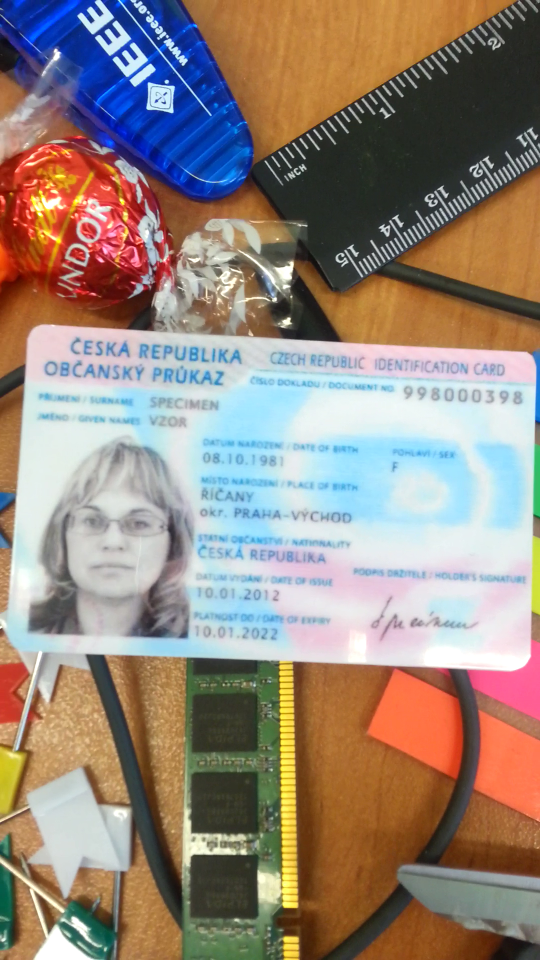 IEEE
www.ieee.org
INCH
1
2
15 14 13 12 11
LINDOR
ČESKÁ REPUBLIKA
CZECH REPUBLIC IDENTIFICATION CARD
OBČANSKÝ PRŮKAZ
ČÍSLO DOKLADU / DOCUMENT NO. 998000398
PŘÍJMENÍ / SURNAME SPECIMEN
JMÉNO / GIVEN NAMES VZOR
DATUM NAROZENÍ / DATE OF BIRTH
POHLAVÍ / SEX
08.10.1981
F
MÍSTO NAROZENÍ / PLACE OF BIRTH
ŘÍČANY
okr. PRAHA-VÝCHOD
STÁTNÍ OBČANSTVÍ / NATIONALITY
ČESKÁ REPUBLIKA
DATUM VYDÁNÍ / DATE OF ISSUE
PODPIS DRŽITELE / HOLDER'S SIGNATURE
10.01.2012
PLATNOST DO / DATE OF EXPIRY
Specimen
10.01.2022